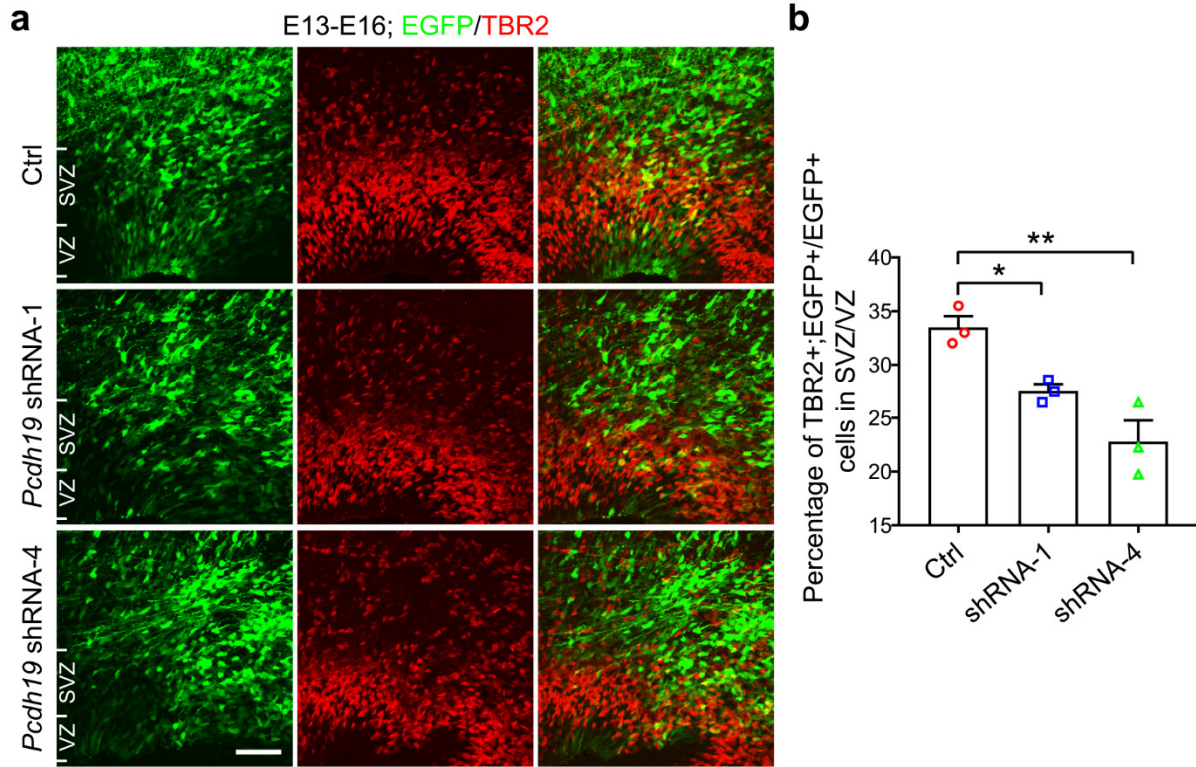 a
E13-E16; EGFP/TBR2
Ctrl
SVZ
VZ
Pcdh19 shRNA-1
SVZ
VZ
Pcdh19 shRNA-4
SVZ
VZ
b
Percentage of TBR2+;EGFP+/EGFP+
cells in SVZ/VZ
**
*
40
35
30
25
20
15
Ctrl
shRNA-1
shRNA-4